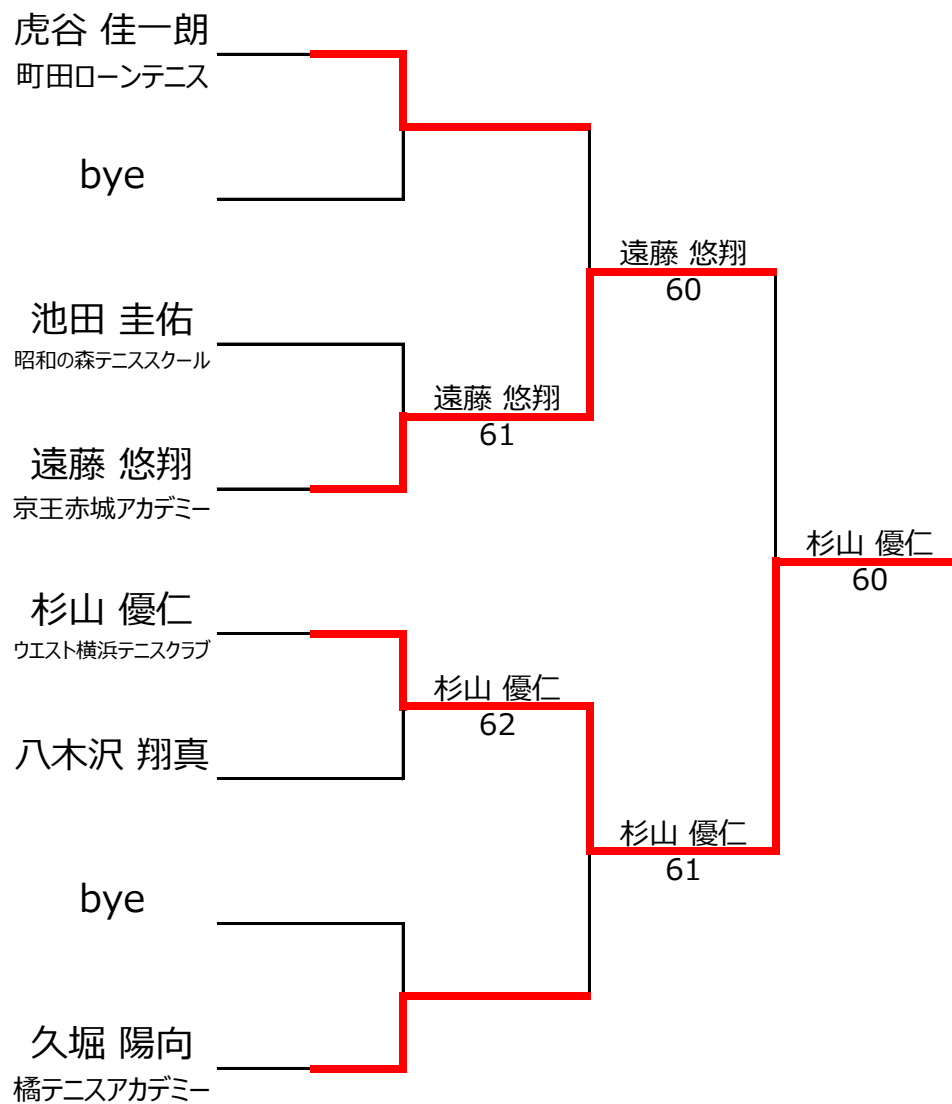 虎谷 佳一朗
町田ローンテニス
bye
池田 圭佑
昭和の森テニススクール
遠藤 悠翔
京王赤城アカデミー
杉山 優仁
ウエスト横浜テニスクラブ
八木沢 翔真
bye
久堀 陽向
橘テニスアカデミー
遠藤 悠翔
61
杉山 優仁
62
遠藤 悠翔
60
杉山 優仁
61
杉山 優仁
60